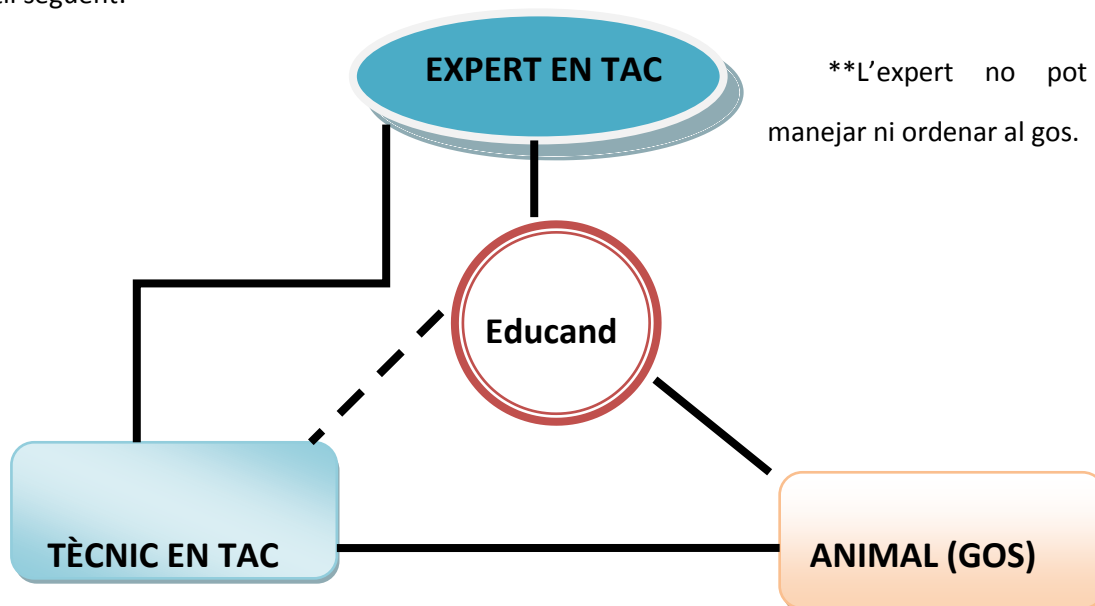 EXPERT EN TAC
**L’expert no pot
manejar ni ordenar al gos.
Educand
TÈCNIC EN TAC
ANIMAL (GOS)